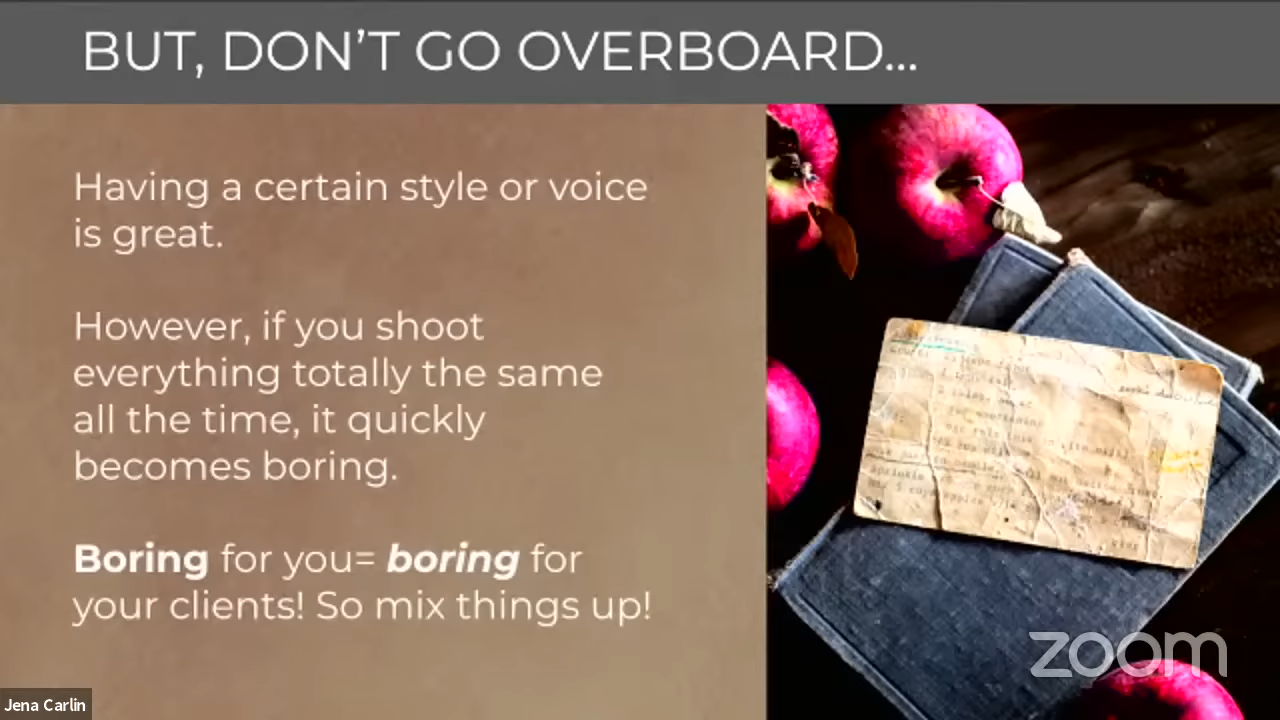 BUT, DON'T GO OVERBOARD...
Having a certain style or voice
is great.
However, if you shoot
everything totally the same
all the time, it quickly
becomes boring.
Boring for you= boring for
your clients! So mix things up!
zoom
Jena Carlin